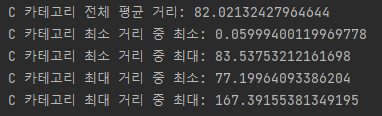 C 카테고리 전체 평균 거리: 82.02132427964644
C 카테고리 최소 거리 중 최소: 0.05999400119969778
C 카테고리 최소 거리 중 최대: 83.53753212161698
C 카테고리 최대 거리 중 최소: 77.19964093386204
C 카테고리 최대 거리 중 최대: 167.39155381349195